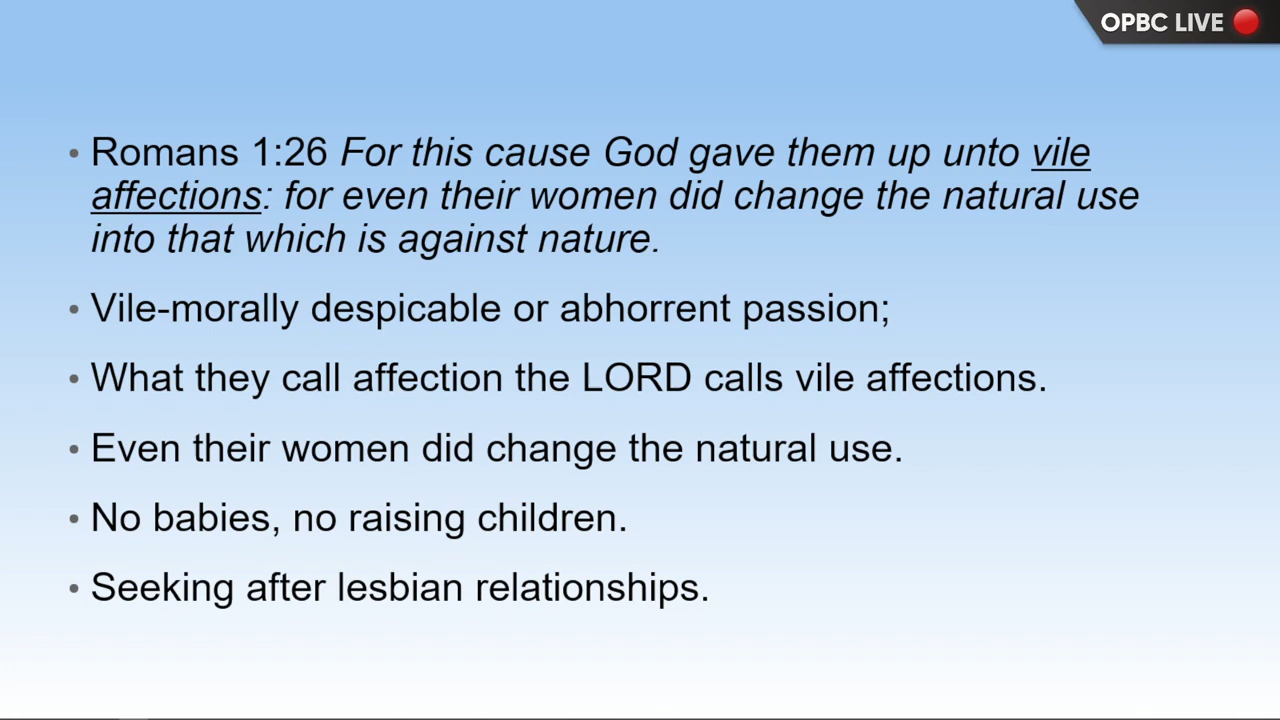 OPBC LIVE
• Romans 1:26 For this cause God gave them up unto vile
affections: for even their women did change the natural use
into that which is against nature.
• Vile-morally despicable or abhorrent passion;
• What they call affection the LORD calls vile affections.
• Even their women did change the natural use.
• No babies, no raising children.
• Seeking after lesbian relationships.